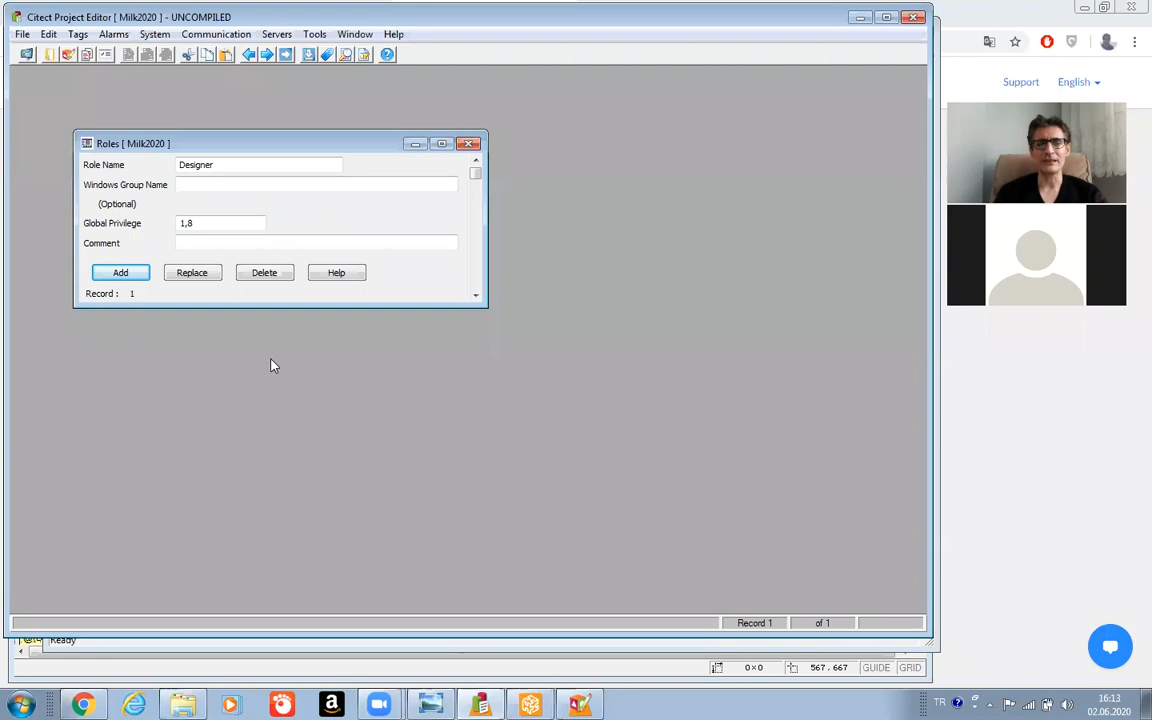 Citect Project Editor [ Milk2020 ] - UNCOMPILED
File Edit Tags Alarms System Communication Servers Tools Window Help
Support English
Roles [ Milk2020 ]
Role Name Designer
Windows Group Name
(Optional)
Global Privilege 1,8
Comment
Add Replace Delete Help
Record : 1
Record 1 of 1
Ready
0×0 567, 667 GUIDE GRID
TR 16:13
02.06.2020